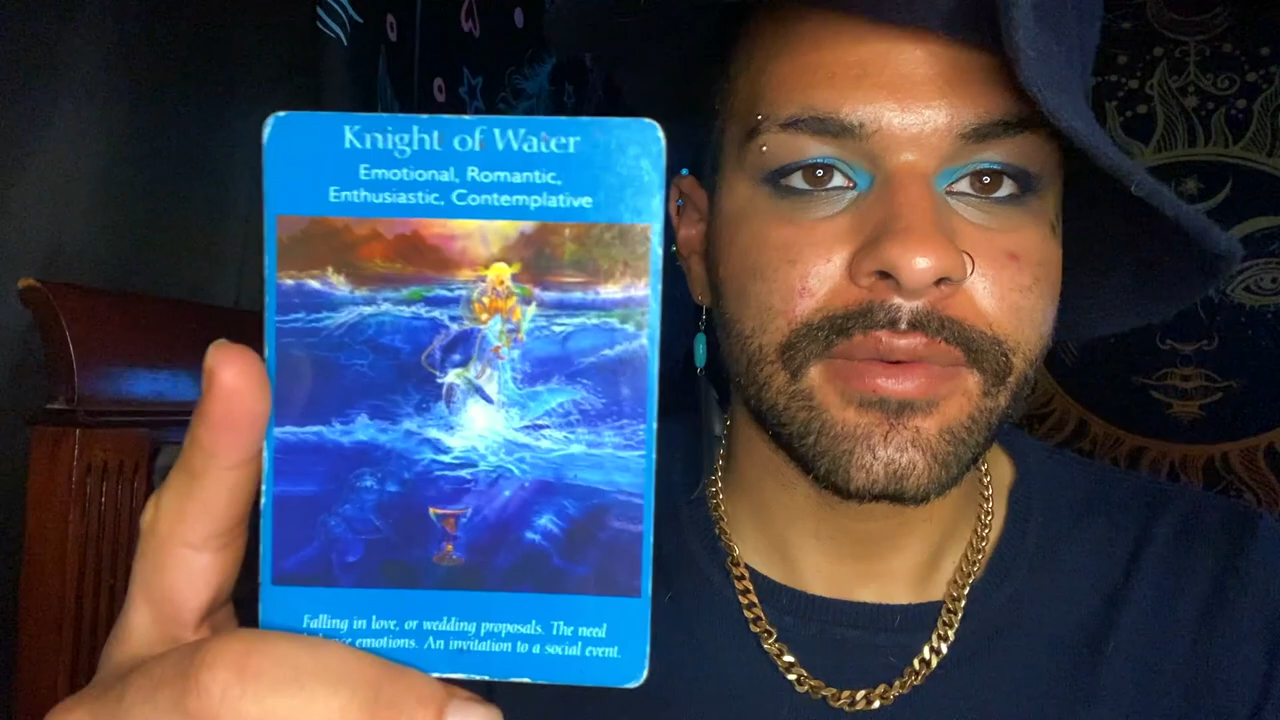 Knight of Water
Emotional, Romantic,
Enthusiastic, Contemplative
Falling in love, or wedding proposals. The need
emotions. An invitation to a social event.